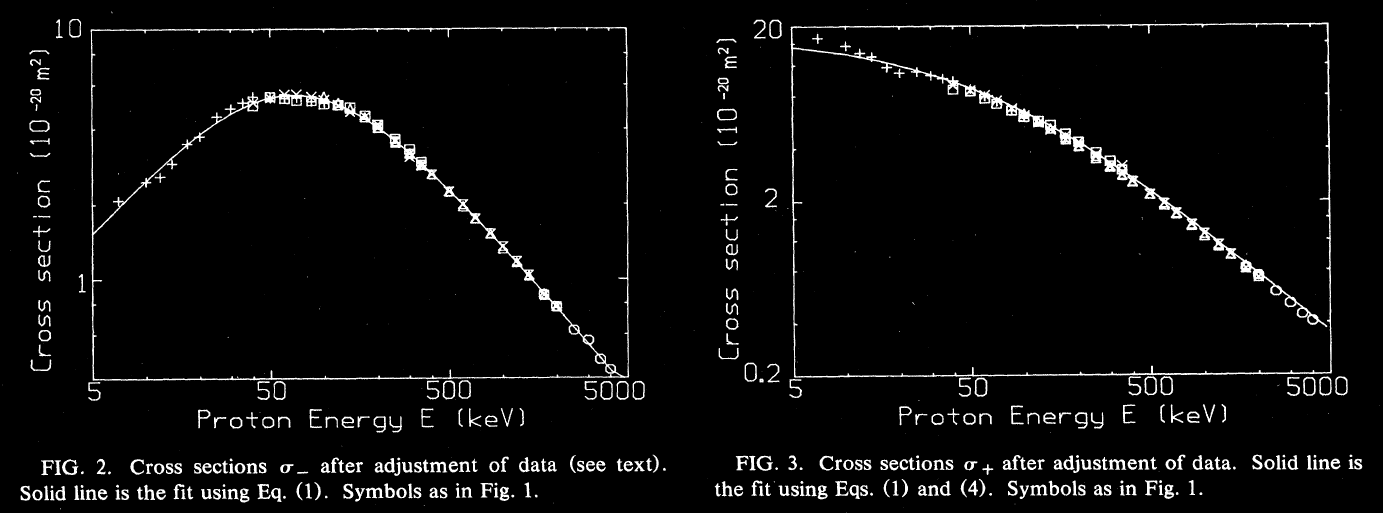 10
1
Cross section (10 -20 m2)
5 50 500 5000
Proton Energy E (keV)
FIG. 2. Cross sections σ− after adjustment of data (see text).
Solid line is the fit using Eq. (1). Symbols as in Fig. 1.
20
2
0.2
Cross section (10 -20 m2)
5 50 500 5000
Proton Energy E (keV)
FIG. 3. Cross sections σ+ after adjustment of data. Solid line is
the fit using Eqs. (1) and (4). Symbols as in Fig. 1.